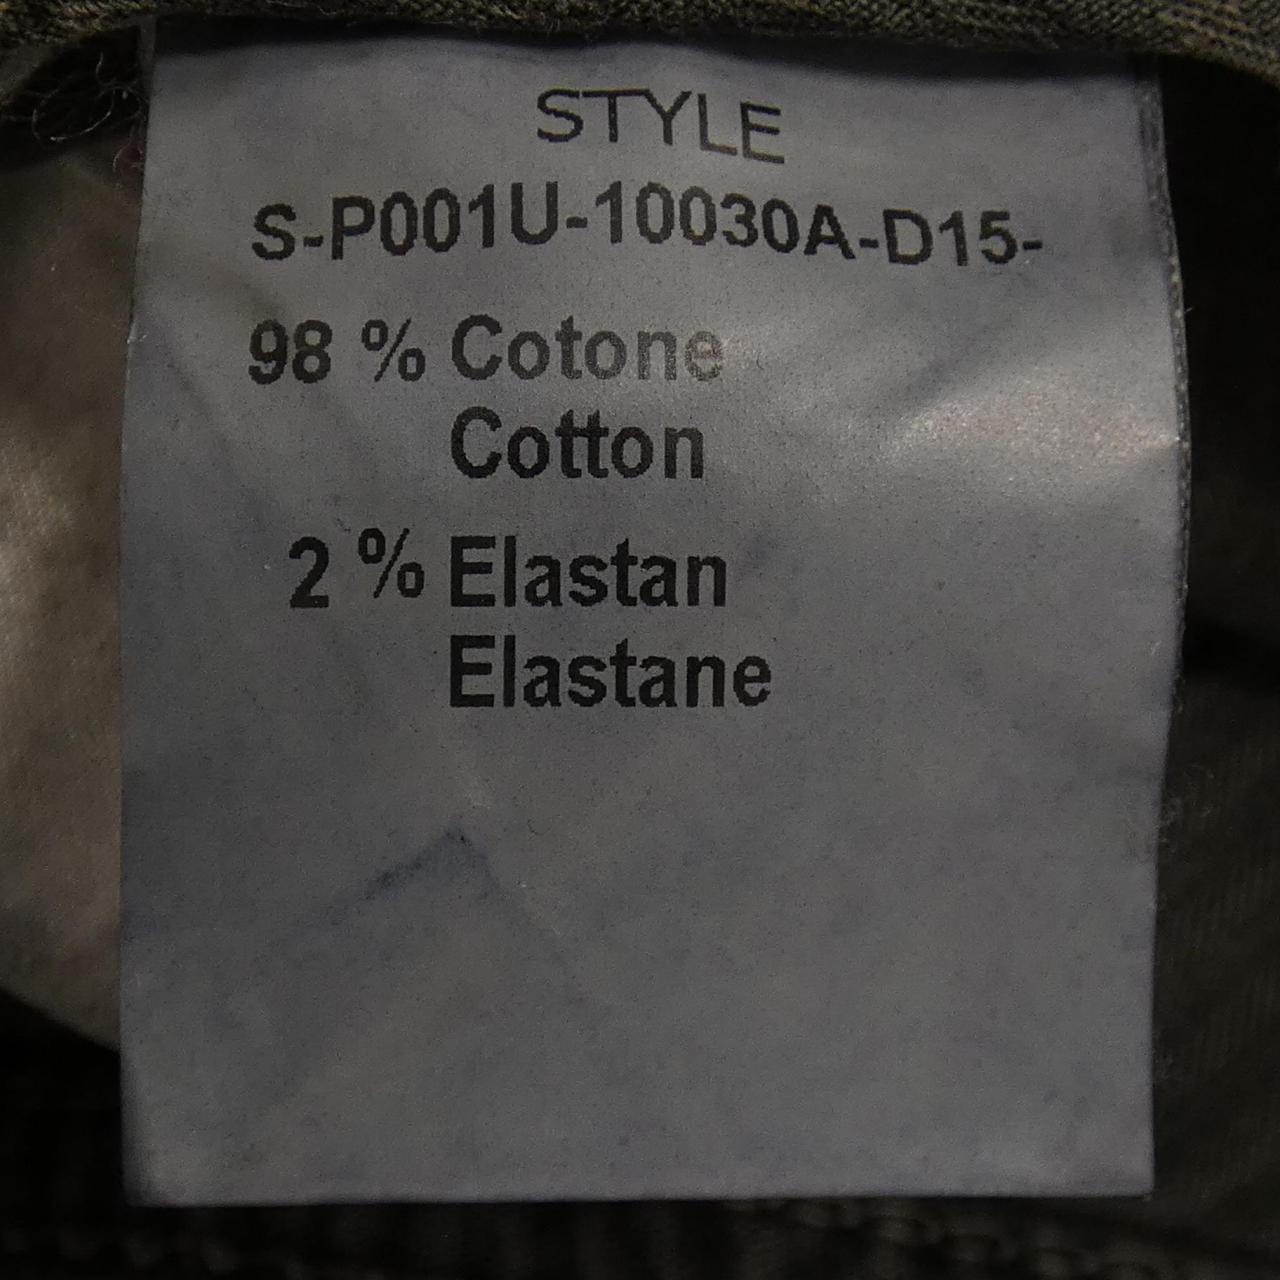 STYLE
S-P001U-10030A-D15-
98 % Cotone
Cotton
2 % Elastan
Elastane